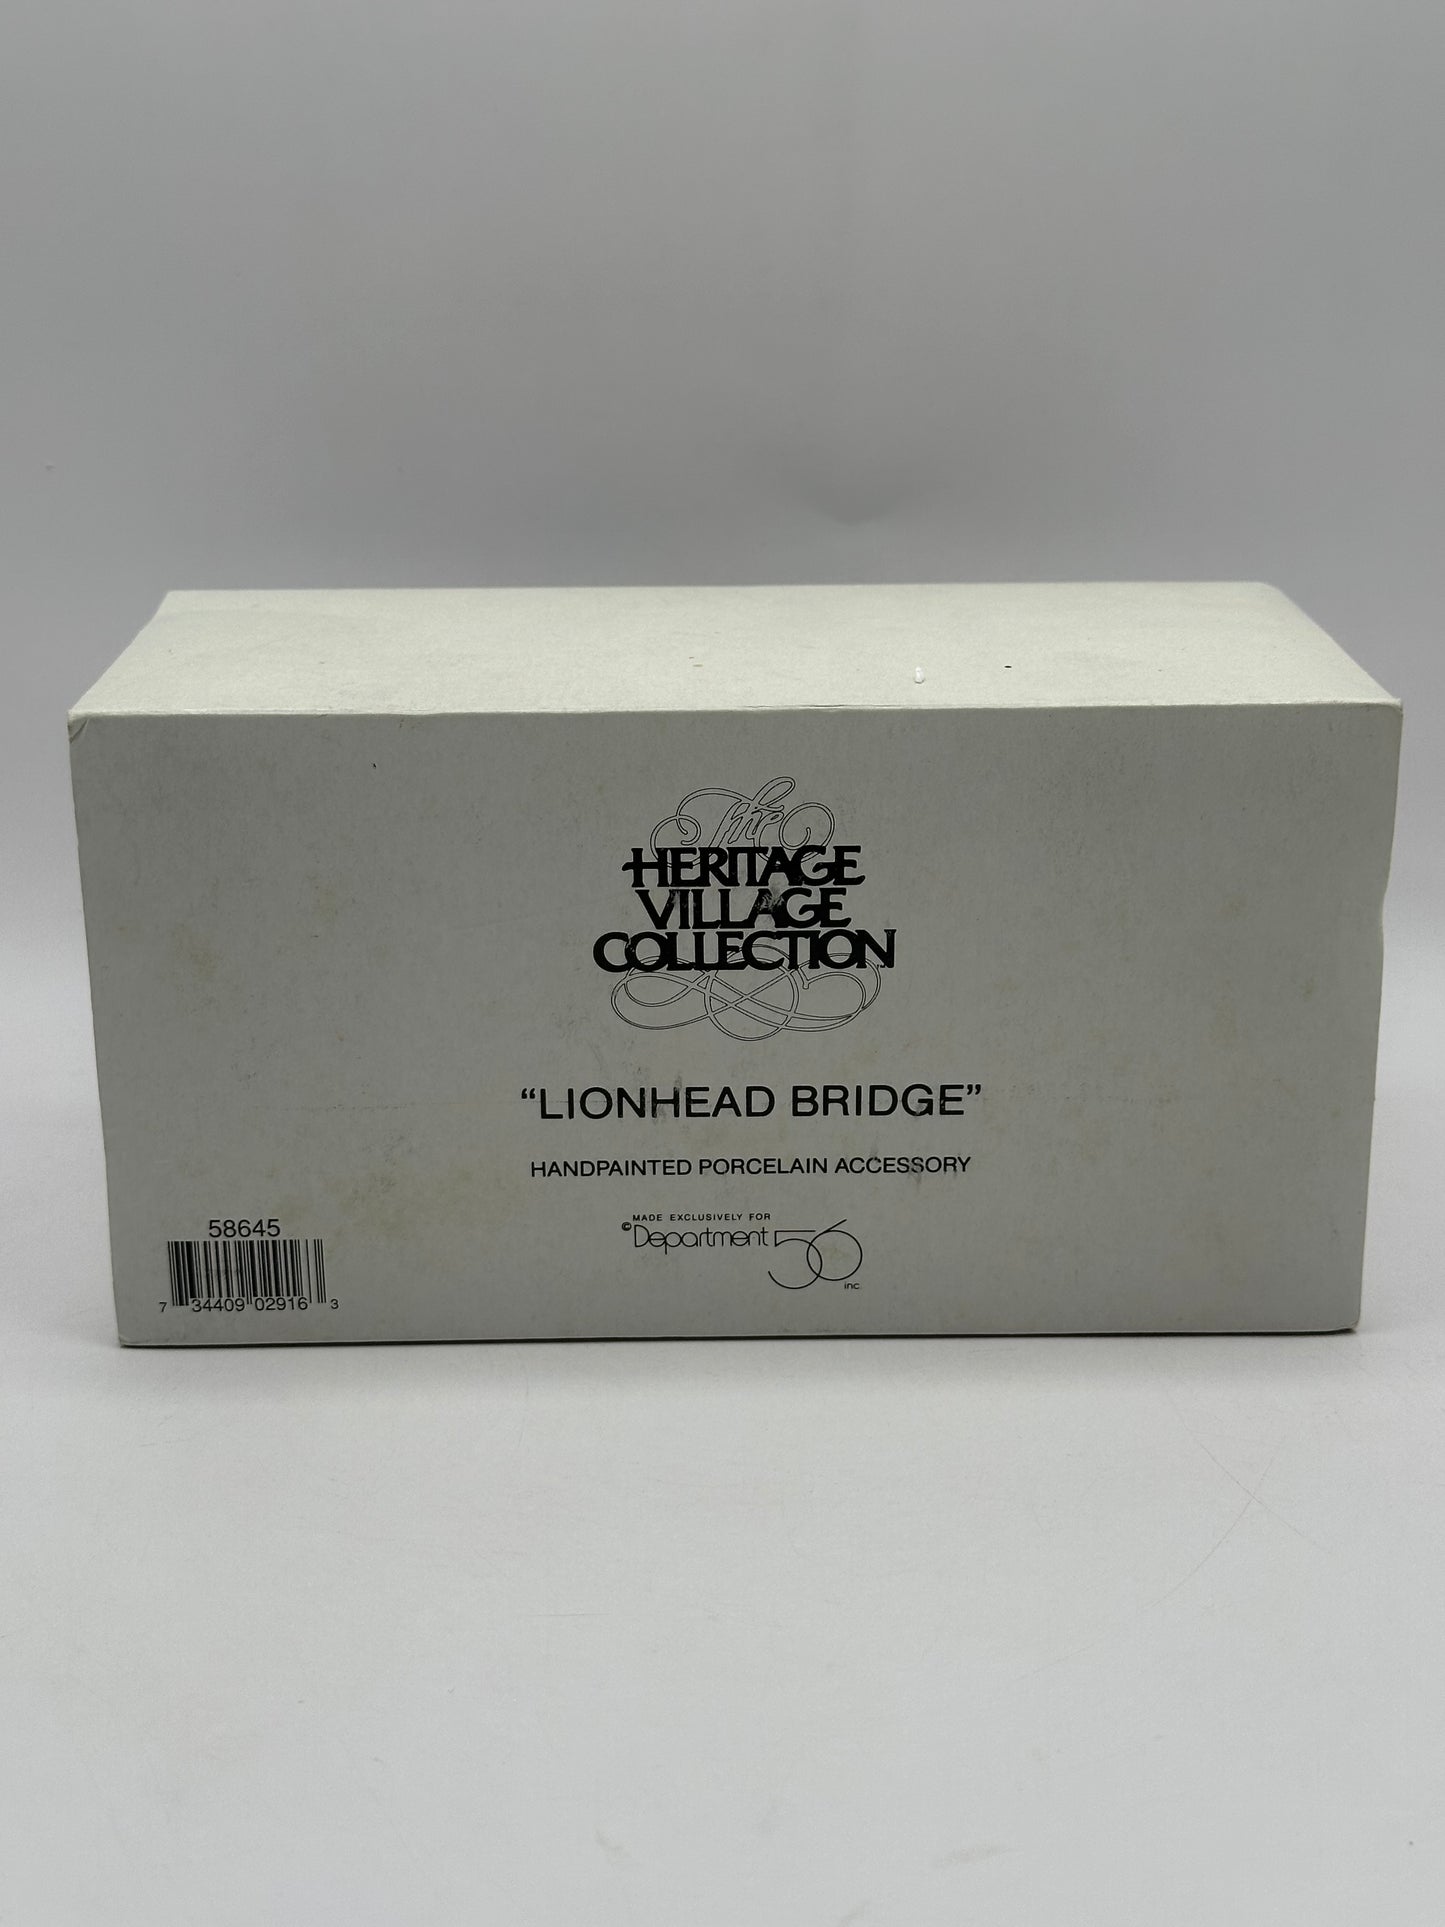 The
HERITAGE
VILLAGE
COLLECTION™
“LIONHEAD BRIDGE”
HANDPAINTED PORCELAIN ACCESSORY
MADE EXCLUSIVELY FOR
©Department 56
inc.
58645
7 34409 02916 3